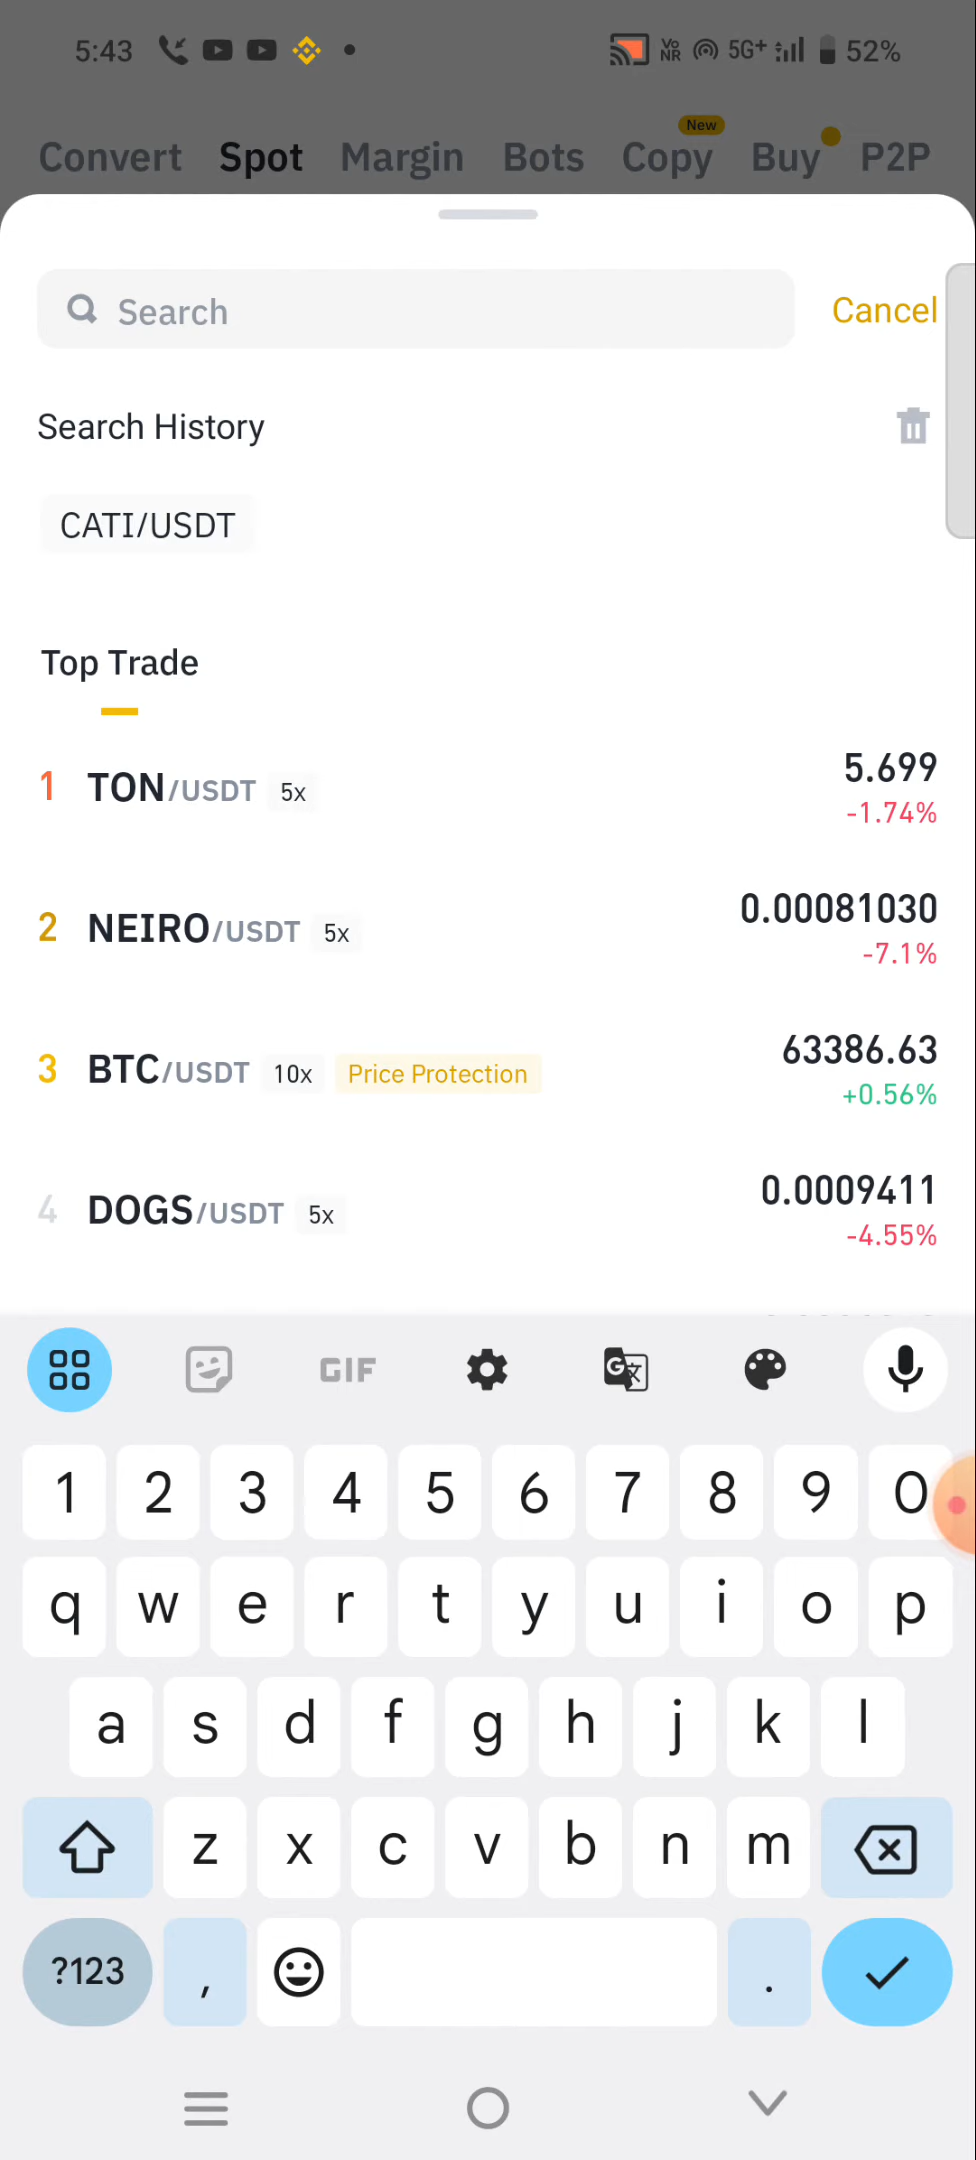 5:43 VoNR 5G+ 52%
New
Convert Spot Margin Bots Copy Buy P2P
Search Cancel
Search History
CATI/USDT
Top Trade
1 TON/USDT 5x 5.699
-1.74%
2 NEIRO/USDT 5x 0.00081030
-7.1%
3 BTC/USDT 10x Price Protection 63386.63
+0.56%
4 DOGS/USDT 5x 0.0009411
-4.55%
GIF G文
1 2 3 4 5 6 7 8 9 0
q w e r t y u i o p
a s d f g h j k l
z x c v b n m
?123 , .